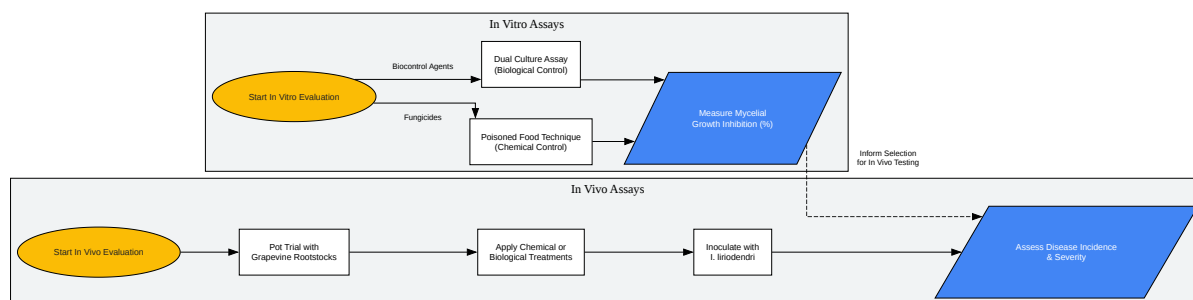 In Vitro Assays
Start In Vitro Evaluation
Biocontrol Agents
Fungicides
Dual Culture Assay
(Biological Control)
Poisoned Food Technique
(Chemical Control)
Measure Mycelial
Growth Inhibition (%)
Inform Selection
for In Vivo Testing
In Vivo Assays
Start In Vivo Evaluation
Pot Trial with
Grapevine Rootstocks
Apply Chemical or
Biological Treatments
Inoculate with
I. liriodendri
Assess Disease Incidence
& Severity